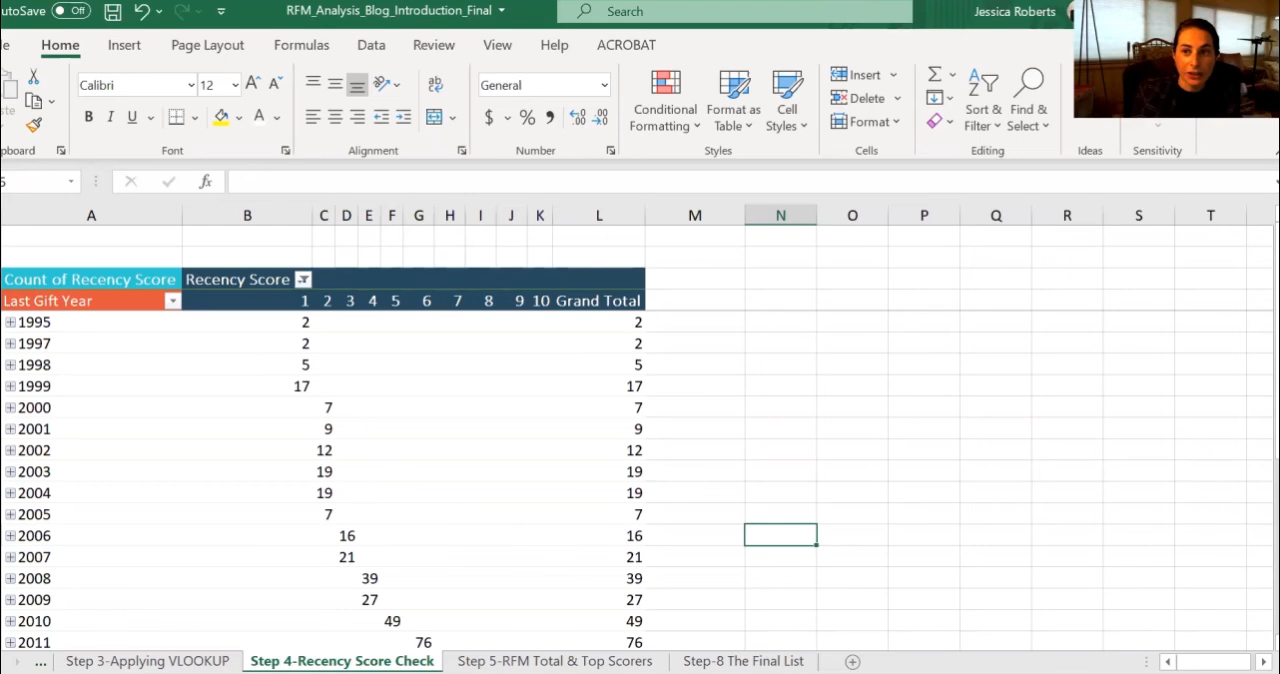 utoSave Off RFM_Analysis_Blog_Introduction_Final Search Jessica Roberts
le Home Insert Page Layout Formulas Data Review View Help ACROBAT
Calibri 12 A A ab General Insert Σ
B I U A $ % Conditional Formatting Format as Table Cell Styles Delete Sort & Filter Find & Select
Format
pboard Font Alignment Number Styles Cells Editing Ideas Sensitivity
fx
A B C D E F G H I J K L M N O P Q R S T
Count of Recency Score Recency Score
Last Gift Year 1 2 3 4 5 6 7 8 9 10 Grand Total
1995 2 2
1997 2 2
1998 5 5
1999 17 17
2000 7 7
2001 9 9
2002 12 12
2003 19 19
2004 19 19
2005 7 7
2006 16 16
2007 21 21
2008 39 39
2009 27 27
2010 49 49
2011 76 76
... Step 3-Applying VLOOKUP Step 4-Recency Score Check Step 5-RFM Total & Top Scorers Step-8 The Final List